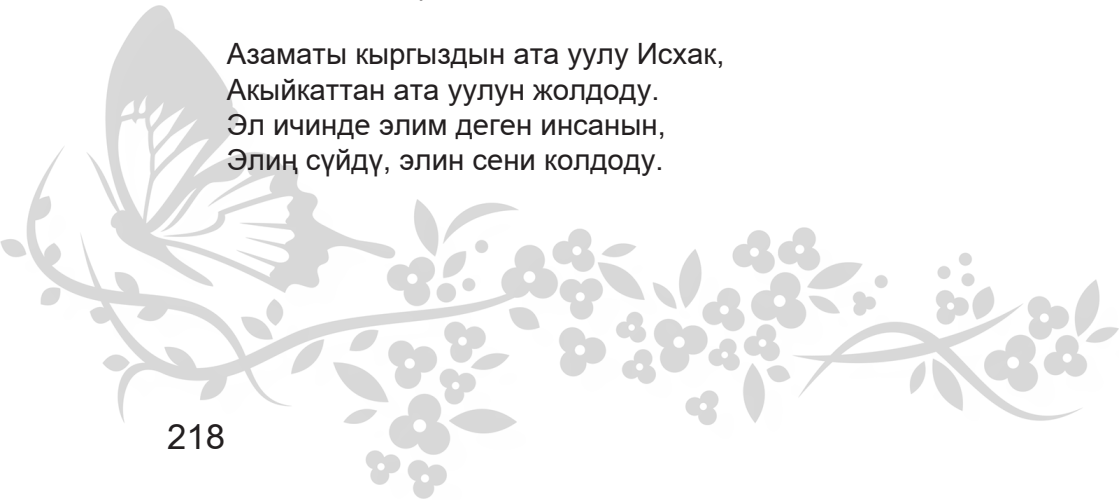 Азаматы кыргыздын ата уулу Исхак,
Акыйкаттан ата уулун жолдоду.
Эл ичинде элим деген инсанын,
Элиң сүйдү, элин сени колдоду.
218